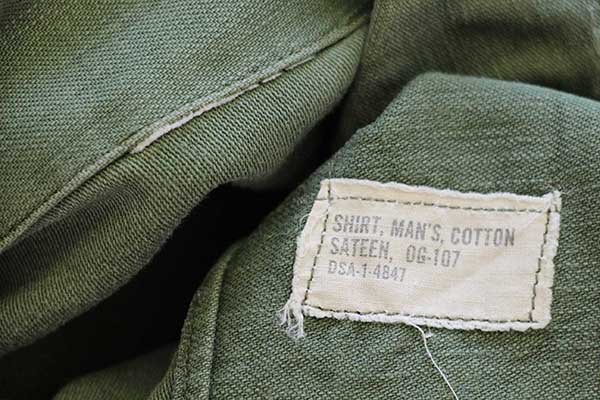 SHIRT, MAN'S, COTTON
SATEEN, OG-107
DSA-1-4847